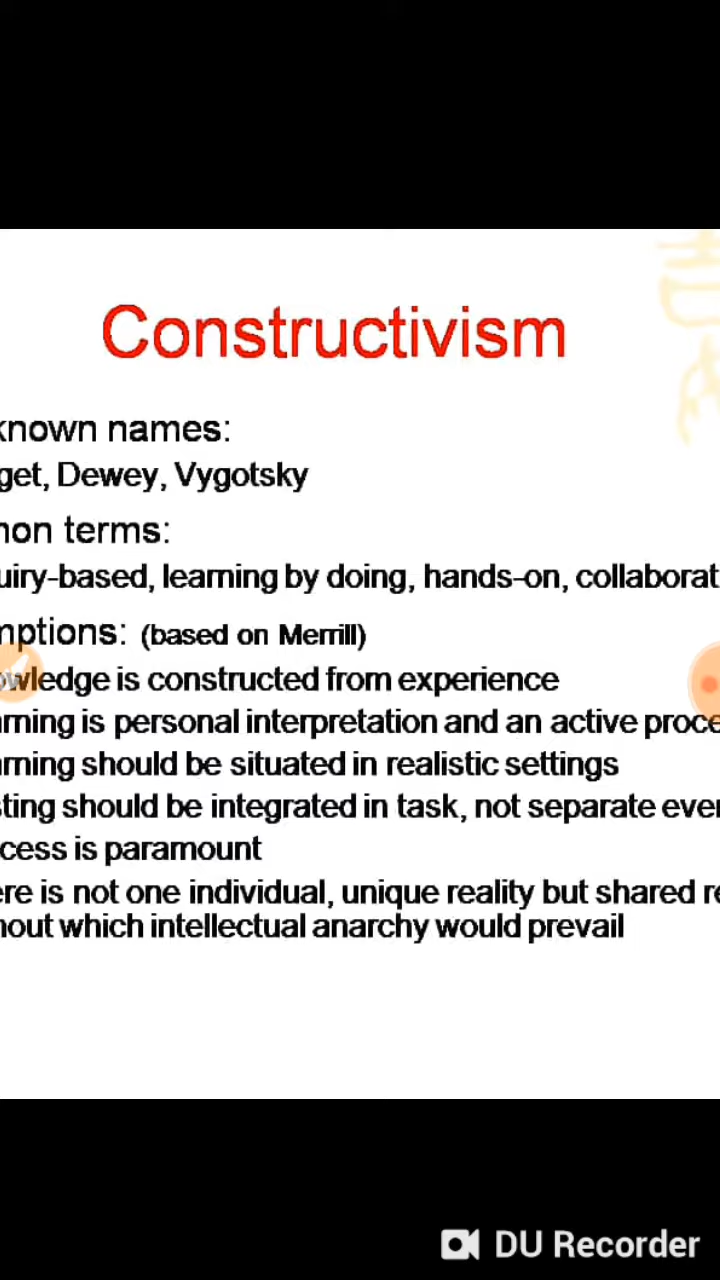 Constructivism
known names:
get, Dewey, Vygotsky
non terms:
uiry-based, learning by doing, hands-on, collaborat
mptions: (based on Merrill)
owledge is constructed from experience
rning is personal interpretation and an active proce
rning should be situated in realistic settings
sting should be integrated in task, not separate even
cess is paramount
ere is not one individual, unique reality but shared re
hout which intellectual anarchy would prevail
DU Recorder